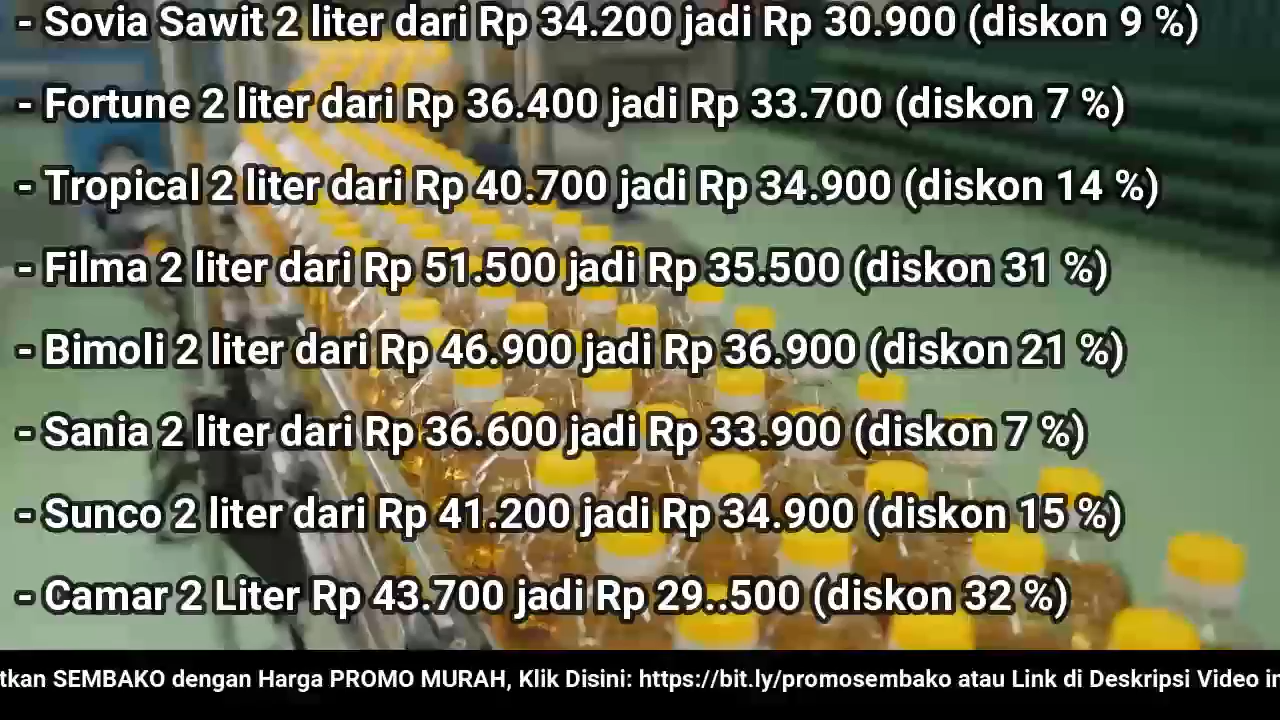 - Sovia Sawit 2 liter dari Rp 34.200 jadi Rp 30.900 (diskon 9 %)
- Fortune 2 liter dari Rp 36.400 jadi Rp 33.700 (diskon 7 %)
- Tropical 2 liter dari Rp 40.700 jadi Rp 34.900 (diskon 14 %)
- Filma 2 liter dari Rp 51.500 jadi Rp 35.500 (diskon 31 %)
- Bimoli 2 liter dari Rp 46.900 jadi Rp 36.900 (diskon 21 %)
- Sania 2 liter dari Rp 36.600 jadi Rp 33.900 (diskon 7 %)
- Sunco 2 liter dari Rp 41.200 jadi Rp 34.900 (diskon 15 %)
- Camar 2 Liter Rp 43.700 jadi Rp 29..500 (diskon 32 %)
tkan SEMBAKO dengan Harga PROMO MURAH, Klik Disini: https://bit.ly/promosembako atau Link di Deskripsi Video in